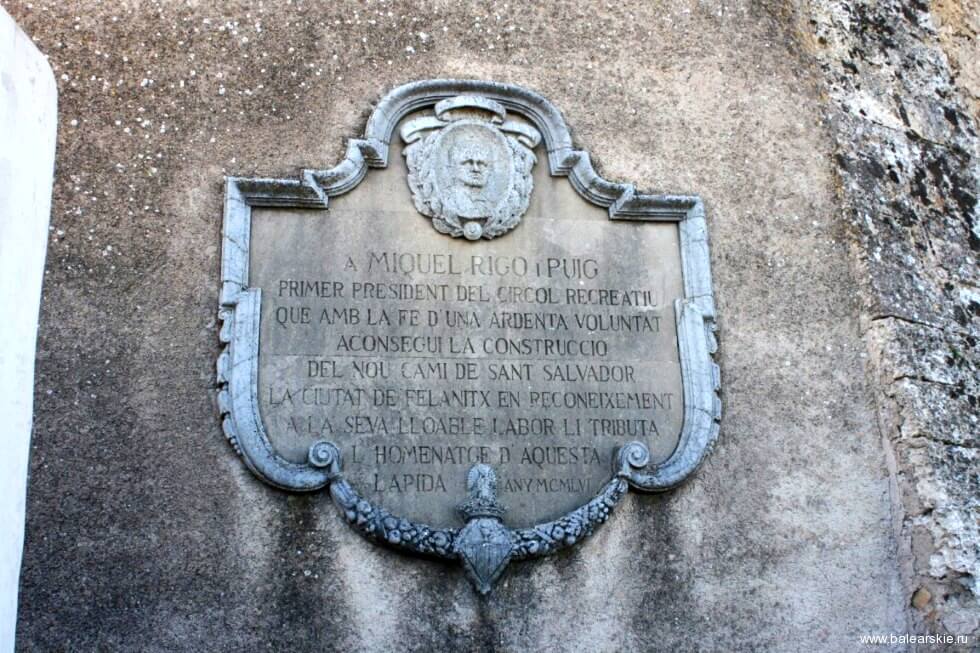 A MIQUEL RIGO I PUIG
PRIMER PRESIDENT DEL CIRCOL RECREATIU
QUE AMB LA FE D'UNA ARDENTA VOLUNTAT
ACONSEGUI LA CONSTRUCCIO
DEL NOU CAMI DE SANT SALVADOR
LA CIUTAT DE FELANITX EN RECONEIXEMENT
A LA SEVA LLOABLE LABOR LI TRIBUTA
L'HOMENATGE D'AQUESTA
LAPIDA ANY MCMLVI
www.balearskie.ru